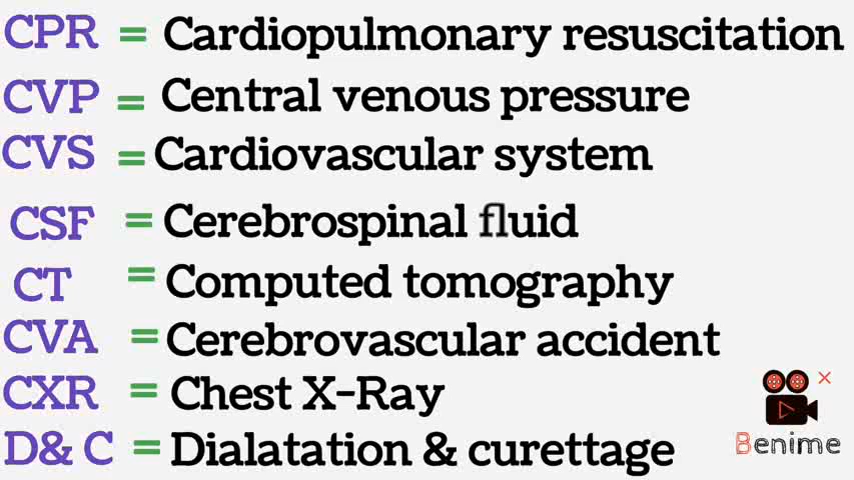 CPR = Cardiopulmonary resuscitation
CVP = Central venous pressure
CVS = Cardiovascular system
CSF = Cerebrospinal fluid
CT = Computed tomography
CVA = Cerebrovascular accident
CXR = Chest X-Ray
D& C = Dialatation & curettage
Benime